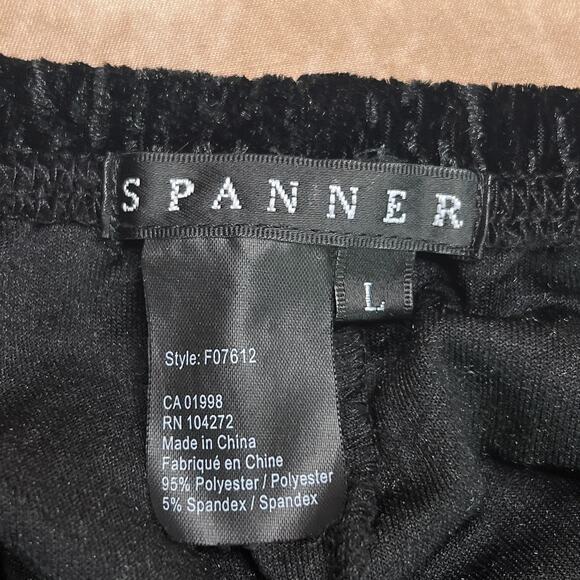 SPANNER
L
Style: F07612
CA 01998
RN 104272
Made in China
Fabriqué en Chine
95% Polyester / Polyester
5% Spandex / Spandex